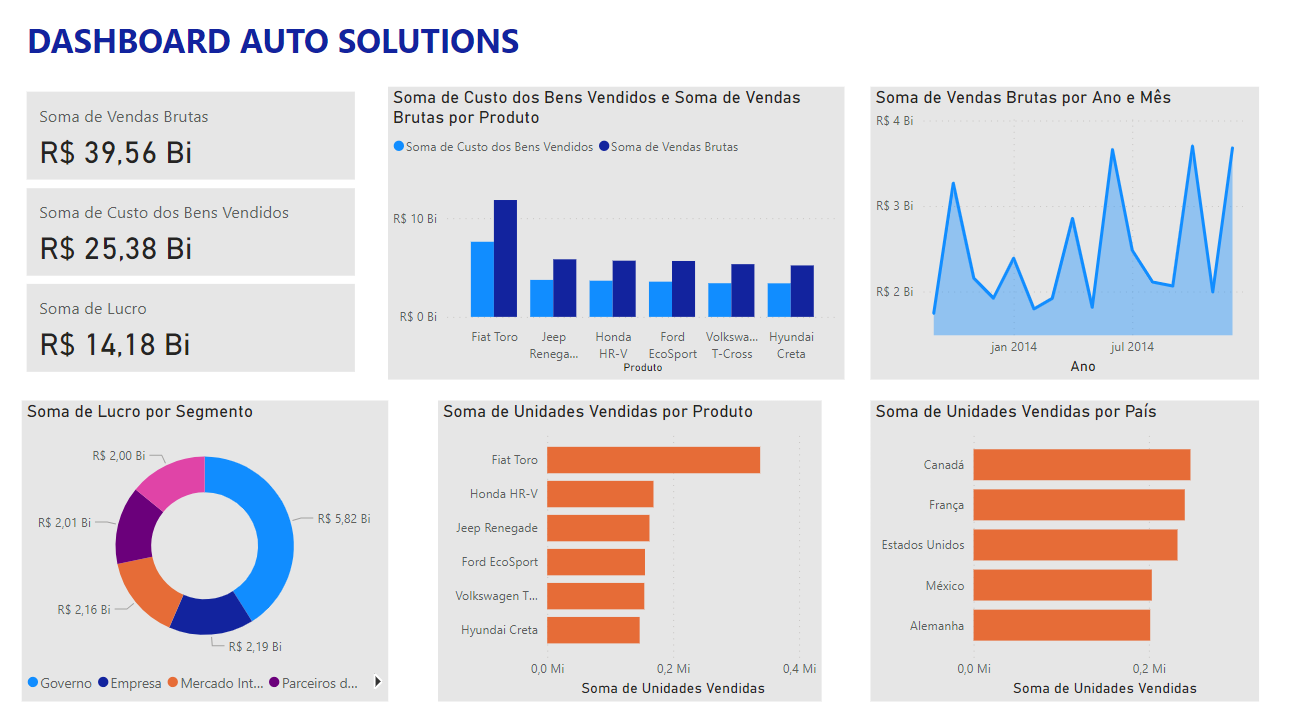 DASHBOARD AUTO SOLUTIONS
Soma de Vendas Brutas
R$ 39,56 Bi
Soma de Custo dos Bens Vendidos
R$ 25,38 Bi
Soma de Lucro
R$ 14,18 Bi
Soma de Custo dos Bens Vendidos e Soma de Vendas
Brutas por Produto
Soma de Custo dos Bens Vendidos Soma de Vendas Brutas
R$ 10 Bi
R$ 0 Bi
Fiat Toro Jeep Honda Ford Volkswa... Hyundai
Renega... HR-V EcoSport T-Cross Creta
Produto
Soma de Vendas Brutas por Ano e Mês
R$ 4 Bi
R$ 3 Bi
R$ 2 Bi
jan 2014 jul 2014
Ano
Soma de Lucro por Segmento
R$ 2,00 Bi
R$ 5,82 Bi
R$ 2,01 Bi
R$ 2,16 Bi
R$ 2,19 Bi
Governo Empresa Mercado Int... Parceiros d...
Soma de Unidades Vendidas por Produto
Fiat Toro
Honda HR-V
Jeep Renegade
Ford EcoSport
Volkswagen T...
Hyundai Creta
0,0 Mi 0,2 Mi 0,4 Mi
Soma de Unidades Vendidas
Soma de Unidades Vendidas por País
Canadá
França
Estados Unidos
México
Alemanha
0,0 Mi 0,2 Mi
Soma de Unidades Vendidas